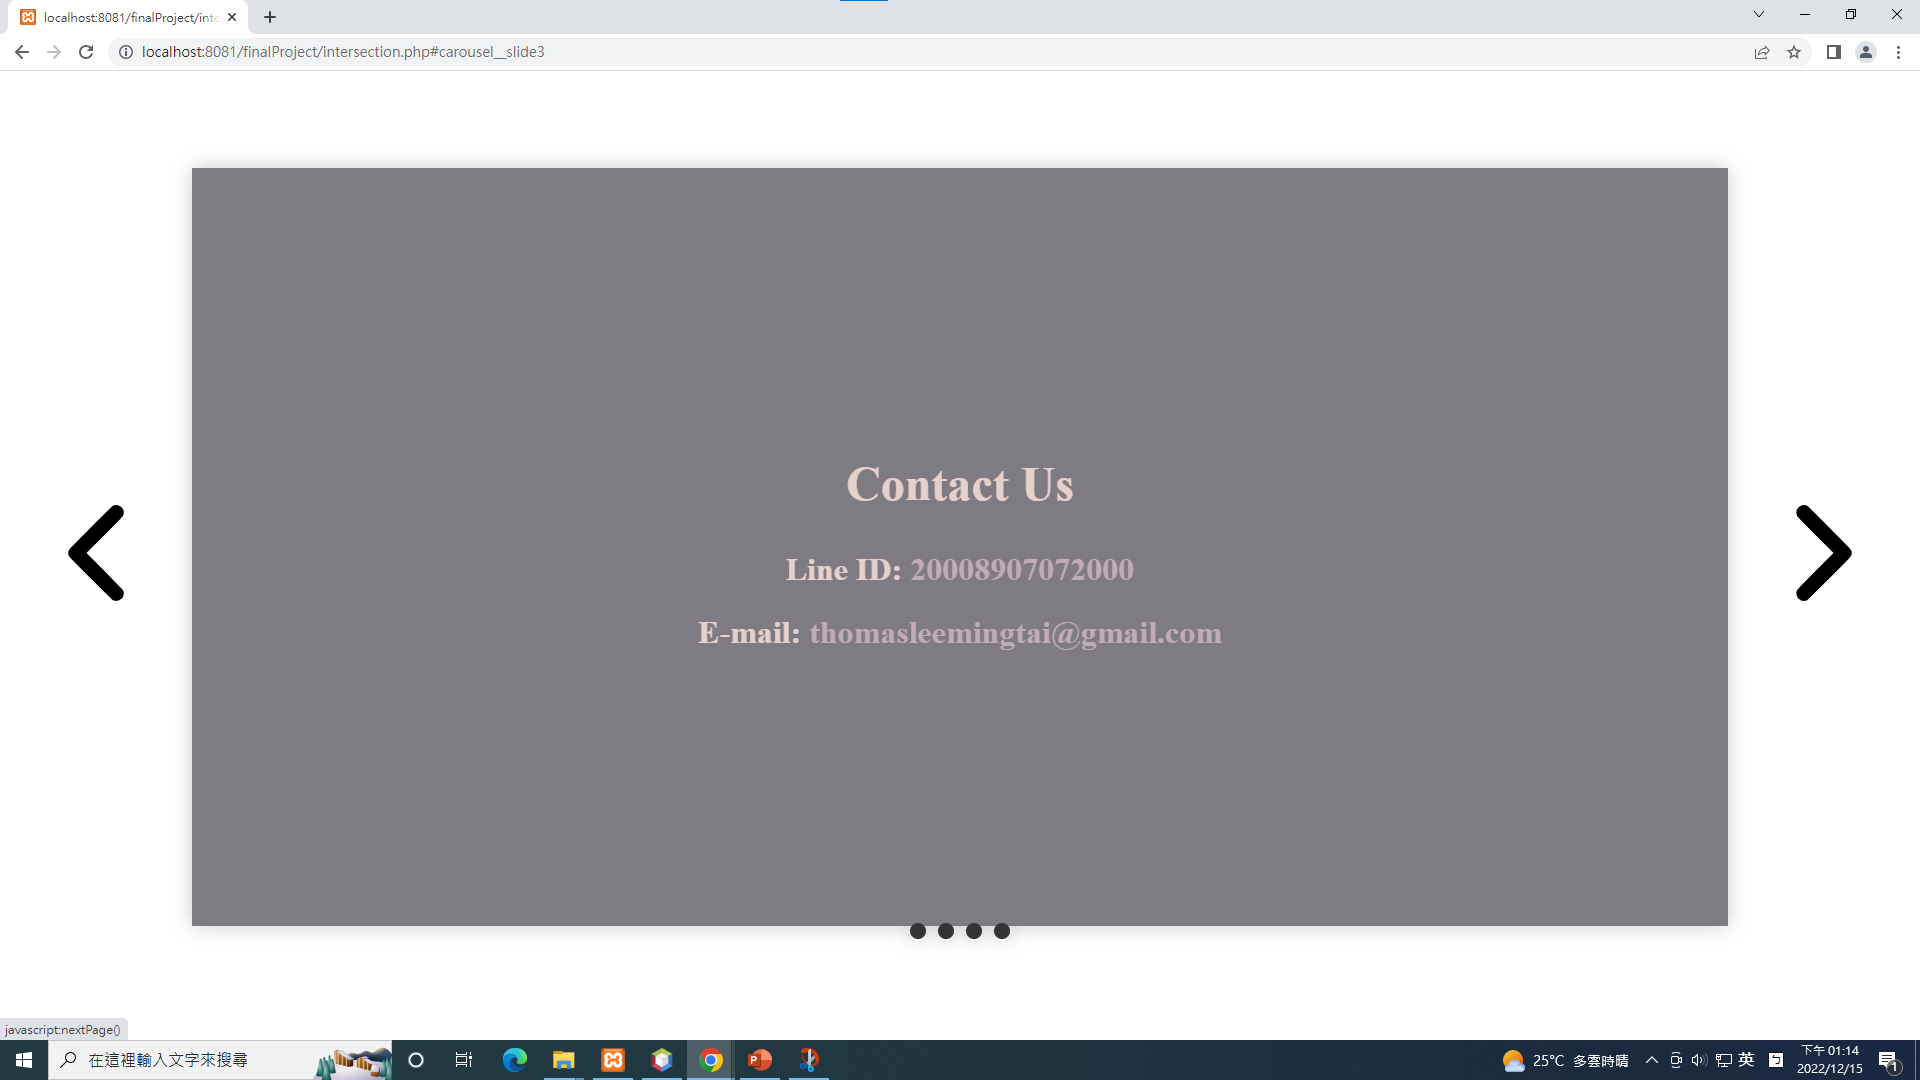 localhost:8081/finalProject/inte
localhost:8081/finalProject/intersection.php#carousel__slide3
Contact Us
Line ID: 20008907072000
E-mail: thomasleemingtai@gmail.com
javascript:nextPage()
在這裡輸入文字來搜尋
25°C 多雲時晴
英
下午 01:14
2022/12/15
1